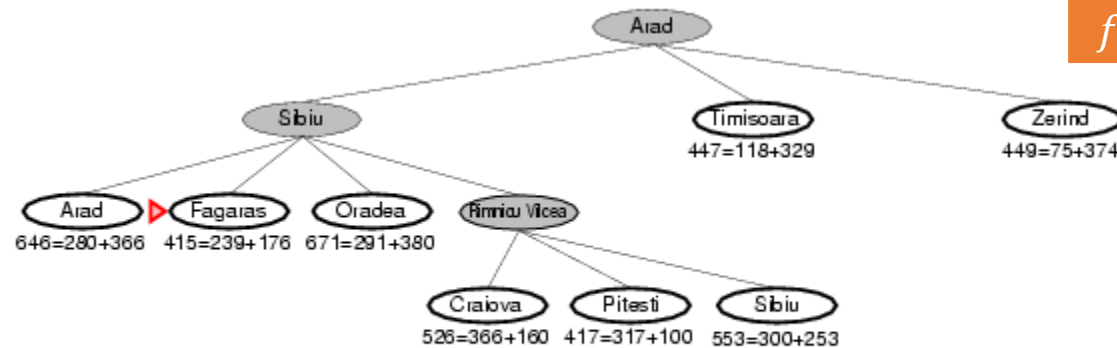 Arad
f
Sibiu
Timisoara
Zerind
447=118+329
449=75+374
Arad
Fagaras
Oradea
Rimnicu Vilcea
646=280+366
415=239+176
671=291+380
Craiova
Pitesti
Sibiu
526=366+160
417=317+100
553=300+253